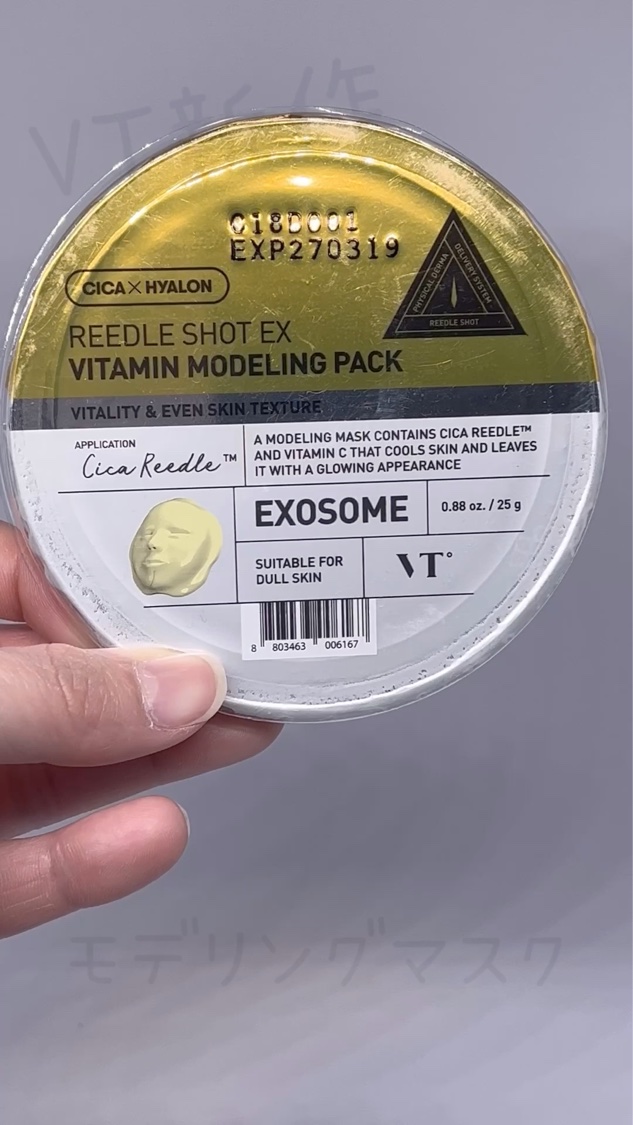 VT新作
C18D001
EXP270319
CICA×HYALON
REEDLE SHOT EX
VITAMIN MODELING PACK
PHYSICAL DERMA
DELIVERY SYSTEM
REEDLE SHOT
VITALITY & EVEN SKIN TEXTURE
APPLICATION
Cica Reedle™
A MODELING MASK CONTAINS CICA REEDLE™
AND VITAMIN C THAT COOLS SKIN AND LEAVES
IT WITH A GLOWING APPEARANCE
EXOSOME
0.88 oz. / 25 g
SUITABLE FOR
DULL SKIN
VT°
8 803463 006167
モデリングマスク